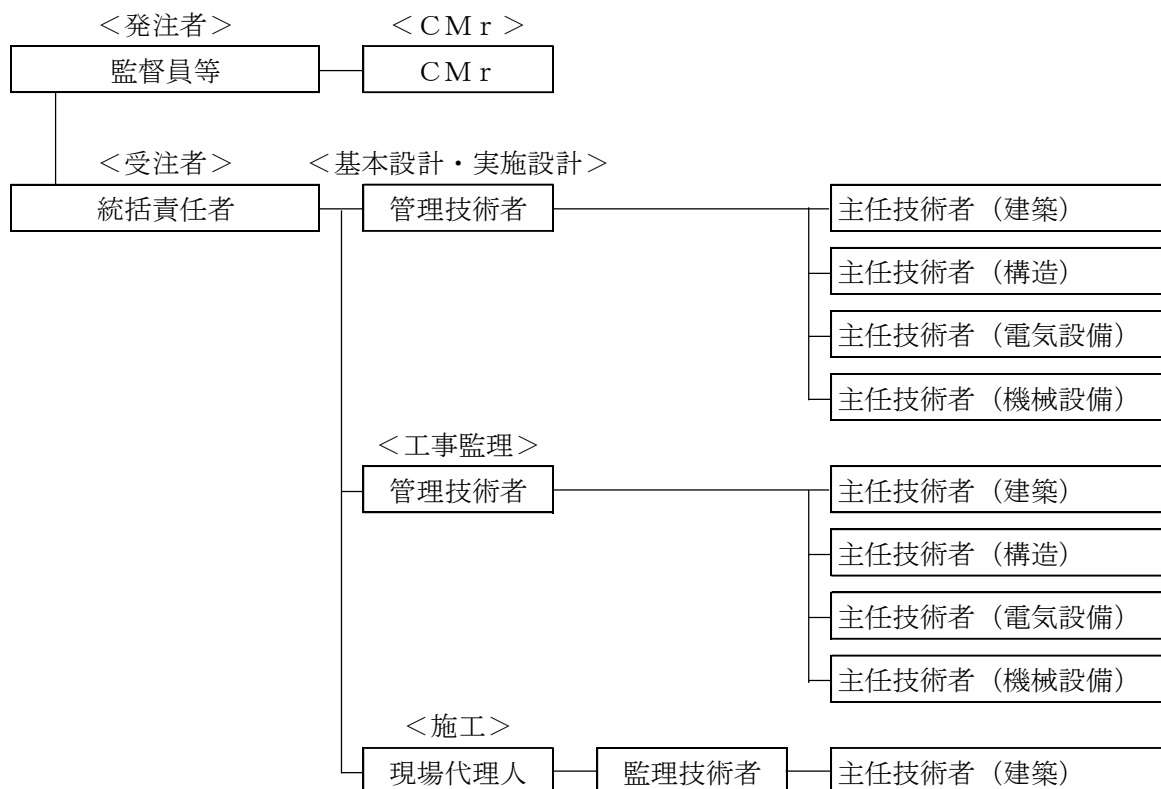 ＜発注者＞ ＜ＣＭｒ＞
監督員等 ＣＭｒ
＜受注者＞ ＜基本設計・実施設計＞
統括責任者 管理技術者 主任技術者（建築）
主任技術者（構造）
主任技術者（電気設備）
主任技術者（機械設備）
＜工事監理＞
管理技術者 主任技術者（建築）
主任技術者（構造）
主任技術者（電気設備）
主任技術者（機械設備）
＜施工＞
現場代理人 監理技術者 主任技術者（建築）